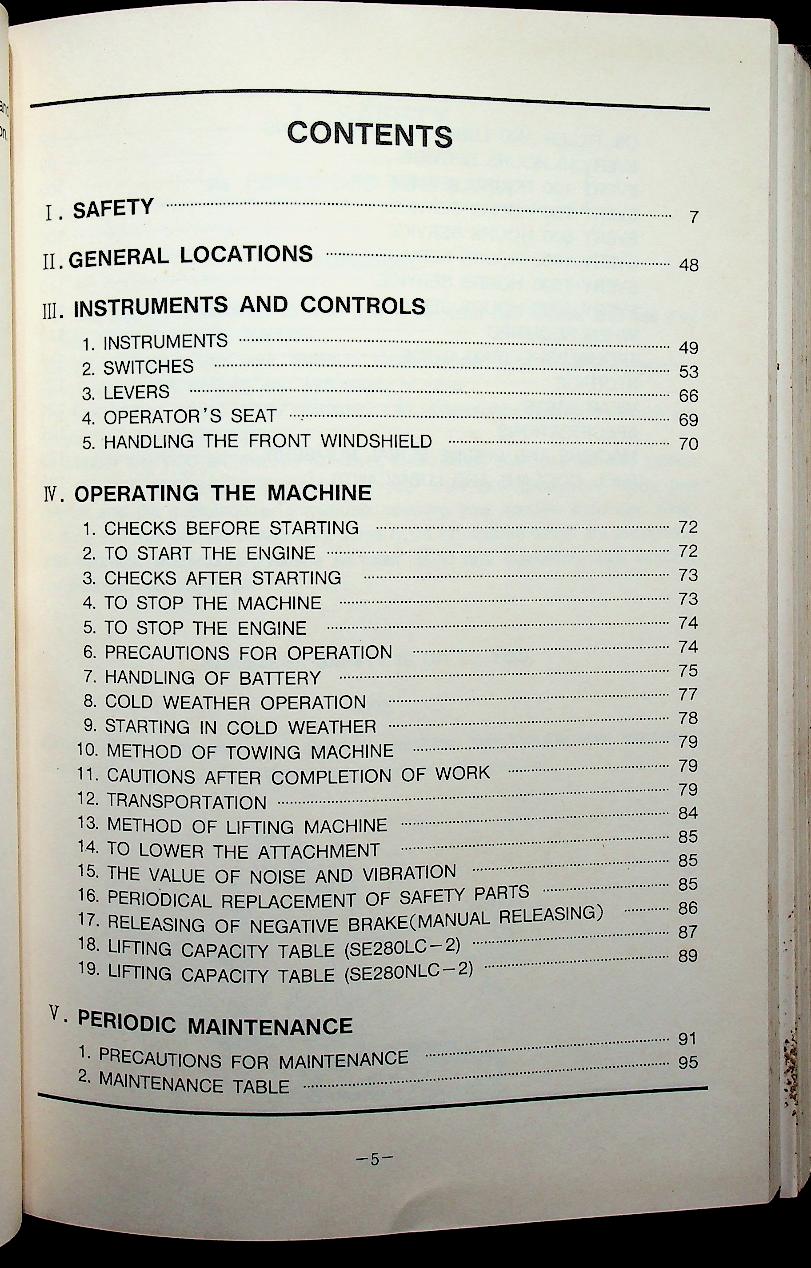 CONTENTS
I. SAFETY 7
II. GENERAL LOCATIONS 48
III. INSTRUMENTS AND CONTROLS
1. INSTRUMENTS 49
2. SWITCHES 53
3. LEVERS 66
4. OPERATOR'S SEAT 69
5. HANDLING THE FRONT WINDSHIELD 70
IV. OPERATING THE MACHINE
1. CHECKS BEFORE STARTING 72
2. TO START THE ENGINE 72
3. CHECKS AFTER STARTING 73
4. TO STOP THE MACHINE 73
5. TO STOP THE ENGINE 74
6. PRECAUTIONS FOR OPERATION 74
7. HANDLING OF BATTERY 75
8. COLD WEATHER OPERATION 77
9. STARTING IN COLD WEATHER 78
10. METHOD OF TOWING MACHINE 79
11. CAUTIONS AFTER COMPLETION OF WORK 79
12. TRANSPORTATION 79
13. METHOD OF LIFTING MACHINE 84
14. TO LOWER THE ATTACHMENT 85
15. THE VALUE OF NOISE AND VIBRATION 85
16. PERIODICAL REPLACEMENT OF SAFETY PARTS 85
17. RELEASING OF NEGATIVE BRAKE(MANUAL RELEASING) 86
18. LIFTING CAPACITY TABLE (SE280LC-2) 87
19. LIFTING CAPACITY TABLE (SE280NLC-2) 89
V. PERIODIC MAINTENANCE
1. PRECAUTIONS FOR MAINTENANCE 91
2. MAINTENANCE TABLE 95
-5-